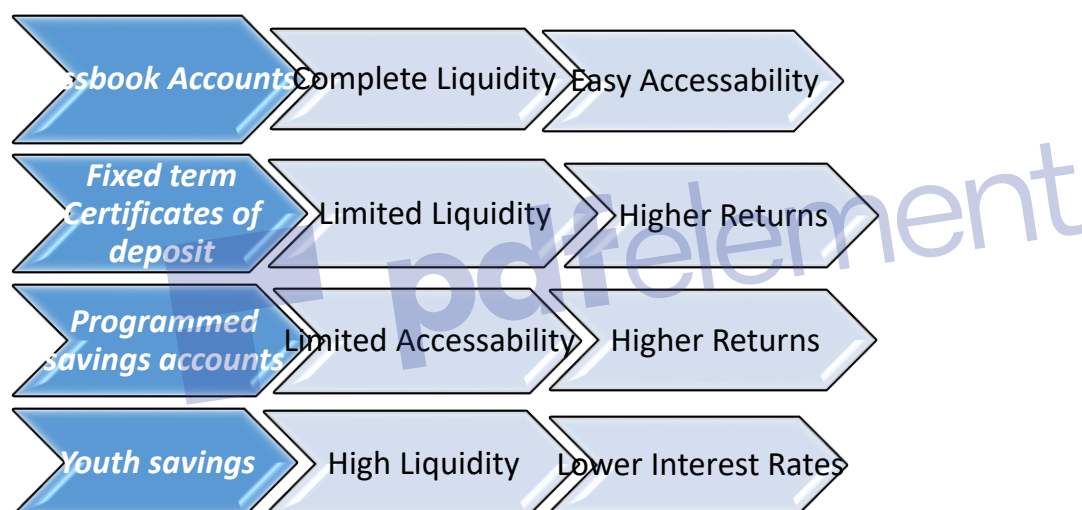 ssbook Accounts
Complete Liquidity
Easy Accessability
Fixed term
Certificates of
deposit
Limited Liquidity
Higher Returns
Programmed
savings accounts
Limited Accessability
Higher Returns
Youth savings
High Liquidity
Lower Interest Rates
pdfelement